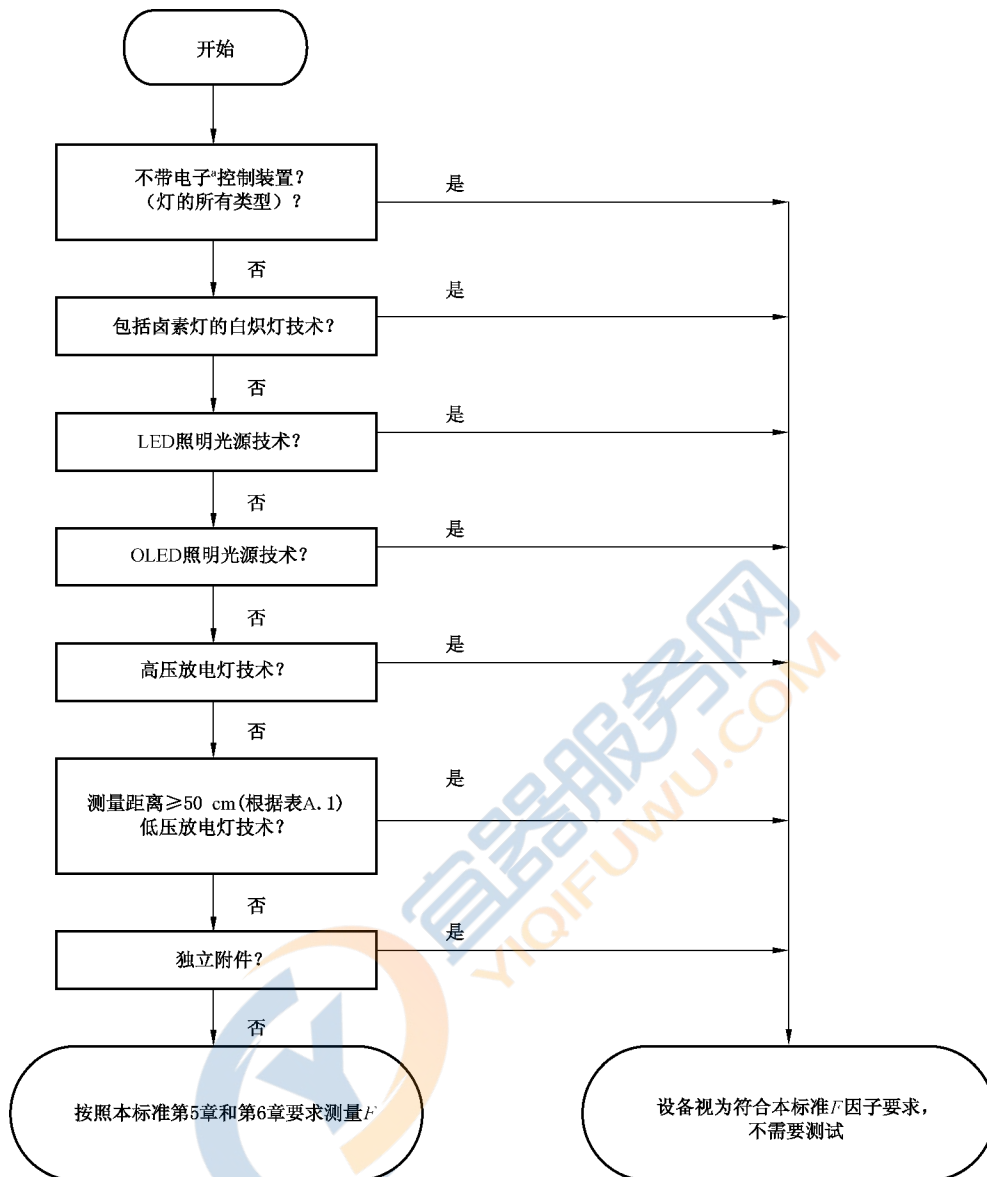 开始
不带电子ᵃ控制装置？
（灯的所有类型）？
是
否
包括卤素灯的白炽灯技术？
是
否
LED照明光源技术？
是
否
OLED照明光源技术？
是
否
高压放电灯技术？
是
否
测量距离≥50 cm(根据表A.1)
低压放电灯技术？
是
否
独立附件？
是
否
按照本标准第5章和第6章要求测量F
设备视为符合本标准F因子要求，
不需要测试
仪器服务网
YIQIFUWU.COM